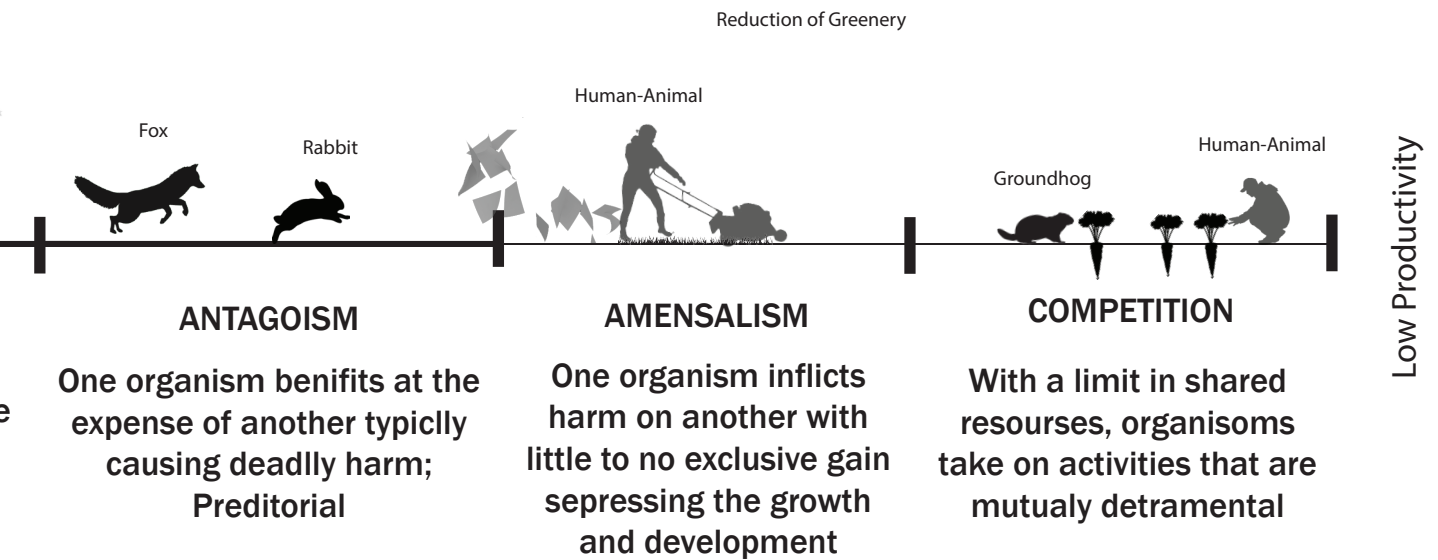 Reduction of Greenery
Human-Animal
Fox
Rabbit
Human-Animal
Groundhog
Low Productivity
ANTAGOISM
One organism benifits at the
expense of another typiclly
causing deadlly harm;
Preditorial
AMENSALISM
One organism inflicts
harm on another with
little to no exclusive gain
sepressing the growth
and development
COMPETITION
With a limit in shared
resourses, organisoms
take on activities that are
mutualy detramental
e